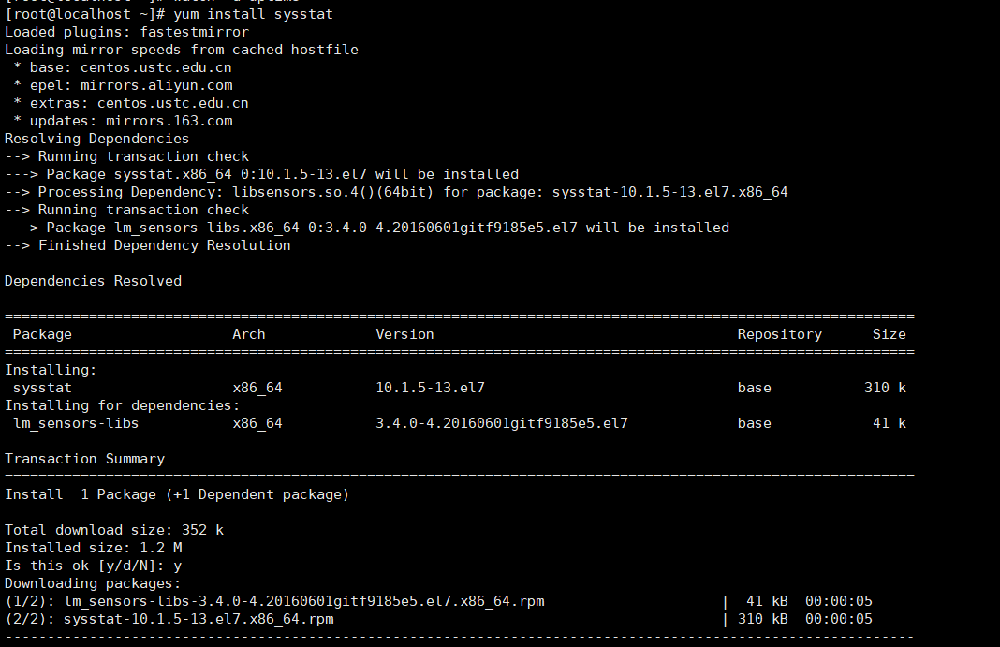 [root@localhost ~]# yum install sysstat
Loaded plugins: fastestmirror
Loading mirror speeds from cached hostfile
 * base: centos.ustc.edu.cn
 * epel: mirrors.aliyun.com
 * extras: centos.ustc.edu.cn
 * updates: mirrors.163.com
Resolving Dependencies
--> Running transaction check
---> Package sysstat.x86_64 0:10.1.5-13.el7 will be installed
--> Processing Dependency: libsensors.so.4()(64bit) for package: sysstat-10.1.5-13.el7.x86_64
--> Running transaction check
---> Package lm_sensors-libs.x86_64 0:3.4.0-4.20160601gitf9185e5.el7 will be installed
--> Finished Dependency Resolution

Dependencies Resolved

================================================================================
 Package                   Arch             Version                                   Repository      Size
================================================================================
Installing:
 sysstat                   x86_64           10.1.5-13.el7                             base           310 k
Installing for dependencies:
 lm_sensors-libs           x86_64           3.4.0-4.20160601gitf9185e5.el7            base            41 k

Transaction Summary
================================================================================
Install  1 Package (+1 Dependent package)

Total download size: 352 k
Installed size: 1.2 M
Is this ok [y/d/N]: y
Downloading packages:
(1/2): lm_sensors-libs-3.4.0-4.20160601gitf9185e5.el7.x86_64.rpm                     |  41 kB  00:00:05
(2/2): sysstat-10.1.5-13.el7.x86_64.rpm                                              | 310 kB  00:00:05
--------------------------------------------------------------------------------